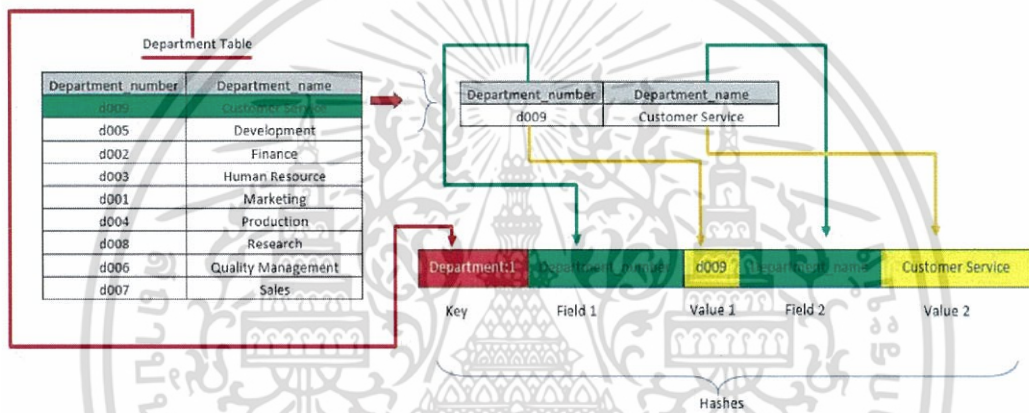 Department Table
Department_number Department_name
d009 Customer Service
d005 Development
d002 Finance
d003 Human Resource
d001 Marketing
d004 Production
d008 Research
d006 Quality Management
d007 Sales
Department_number Department_name
d009 Customer Service
Department:1 Department_number d009 Department_name Customer Service
Key Field 1 Value 1 Field 2 Value 2
Hashes